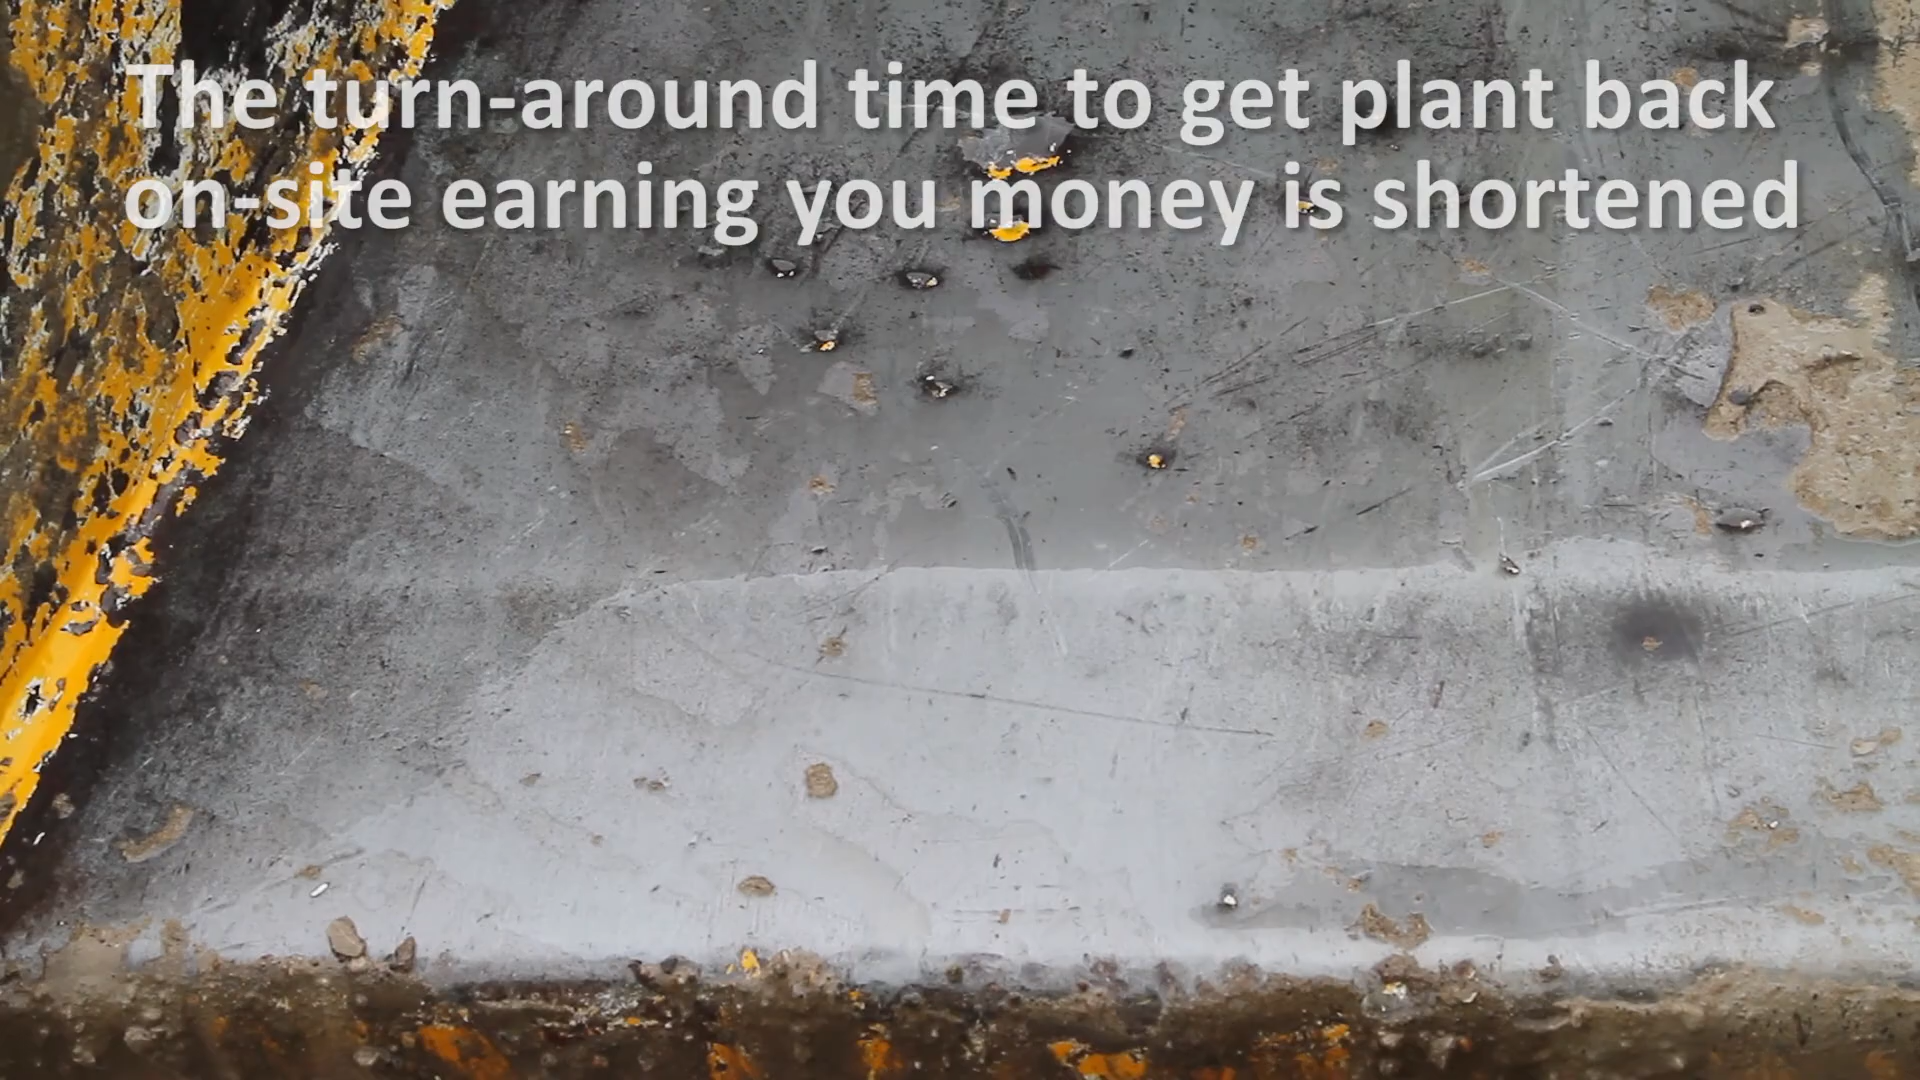 The turn-around time to get plant back
on-site earning you money is shortened